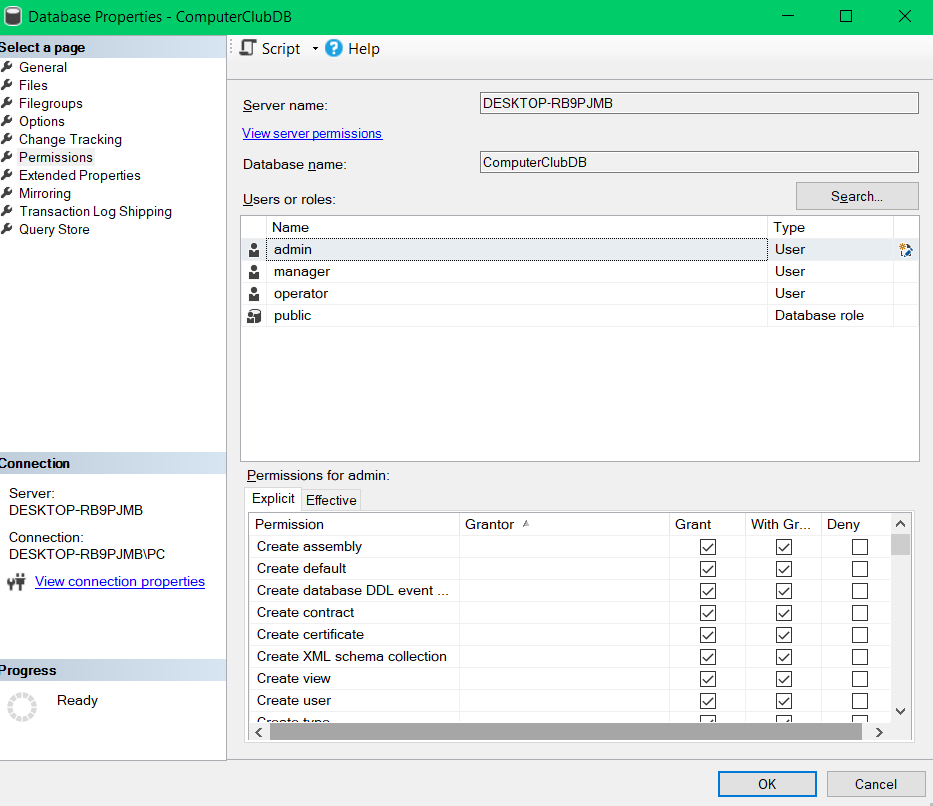 Database Properties - ComputerClubDB
Select a page
General
Files
Filegroups
Options
Change Tracking
Permissions
Extended Properties
Mirroring
Transaction Log Shipping
Query Store
Connection
Server:
DESKTOP-RB9PJMB
Connection:
DESKTOP-RB9PJMB\PC
View connection properties
Progress
Ready
Script Help
Server name: DESKTOP-RB9PJMB
View server permissions
Database name: ComputerClubDB
Users or roles: Search...
Name Type
admin User
manager User
operator User
public Database role
Permissions for admin:
Explicit Effective
Permission Grantor Grant With Gr... Deny
Create assembly
Create default
Create database DDL event ...
Create contract
Create certificate
Create XML schema collection
Create view
Create user
Create type
OK Cancel